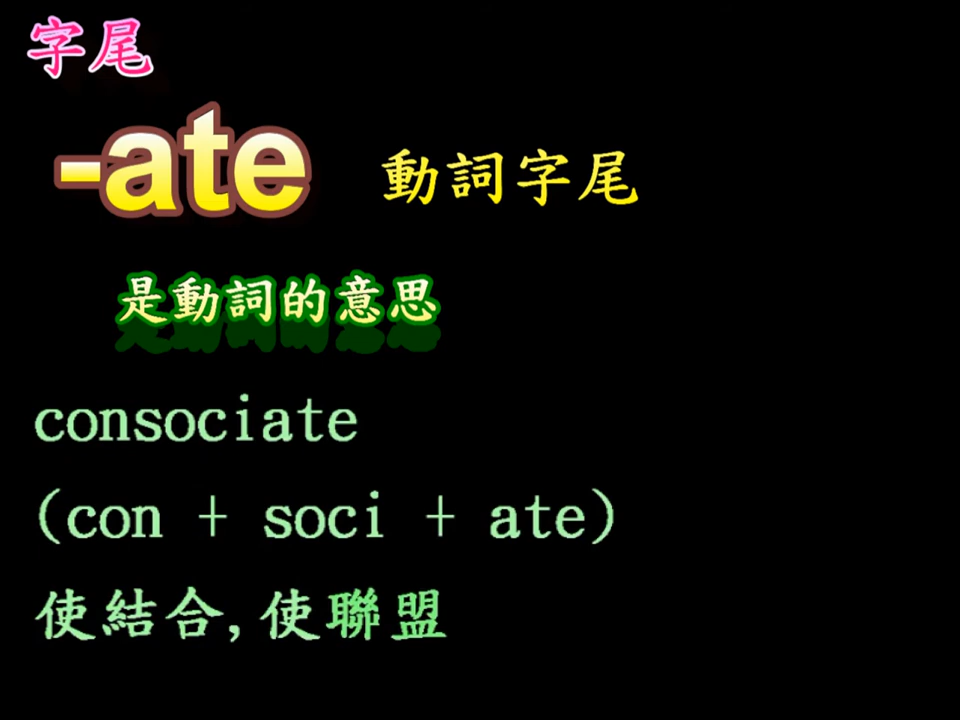 字尾
-ate 動詞字尾
是動詞的意思
consociate
(con + soci + ate)
使結合,使聯盟